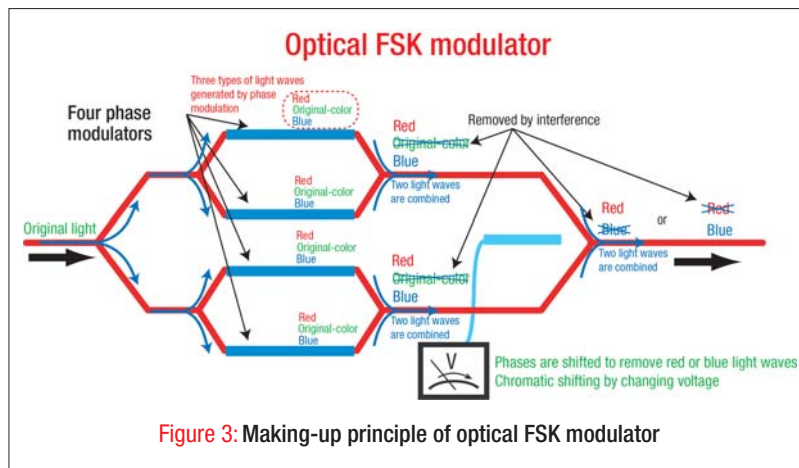 Optical FSK modulator
Three types of light waves
generated by phase
modulation
Red
Original-color
Blue
Four phase
modulators
Removed by interference
Red
Original-color
Blue
Two light waves
are combined
Red
Original-color
Blue
Original light
Red
Blue
or
Red
Blue
Two light waves
are combined
Red
Original-color
Blue
Red
Original-color
Blue
Two light waves
are combined
Red
Original-color
Blue
V
Phases are shifted to remove red or blue light waves
Chromatic shifting by changing voltage
Figure 3: Making-up principle of optical FSK modulator